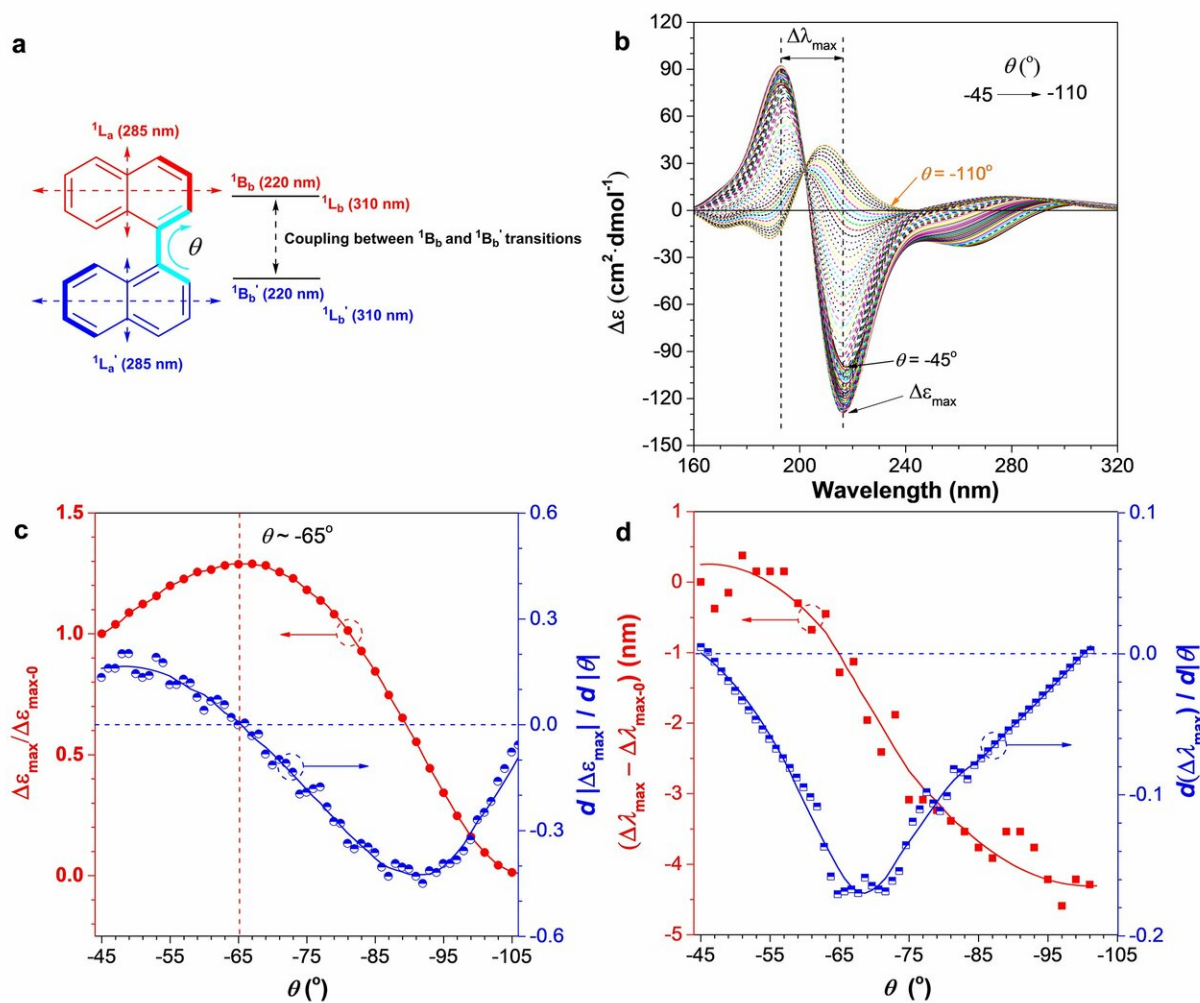 a
¹Lₐ (285 nm)
¹B_b (220 nm)
¹L_b (310 nm)
θ
Coupling between ¹B_b and ¹B_b' transitions
¹B_b' (220 nm)
¹L_b' (310 nm)
¹Lₐ' (285 nm)
b
Δλmax
θ (°)
-45 → -110
θ = -110°
θ = -45°
Δεmax
Δε (cm²·dmol⁻¹)
90
60
30
0
-30
-60
-90
-120
-150
160 200 240 280 320
Wavelength (nm)
c
θ ~ -65°
Δεmax/Δεmax-0
1.5
1.0
0.5
0.0
0.6
0.3
0.0
-0.3
-0.6
d |Δεmax| / d |θ|
-45 -55 -65 -75 -85 -95 -105
θ (°)
d
(Δλmax − Δλmax-0) (nm)
1
0
-1
-2
-3
-4
-5
0.1
0.0
-0.1
-0.2
d(Δλmax) / d|θ|
-45 -55 -65 -75 -85 -95 -105
θ (°)